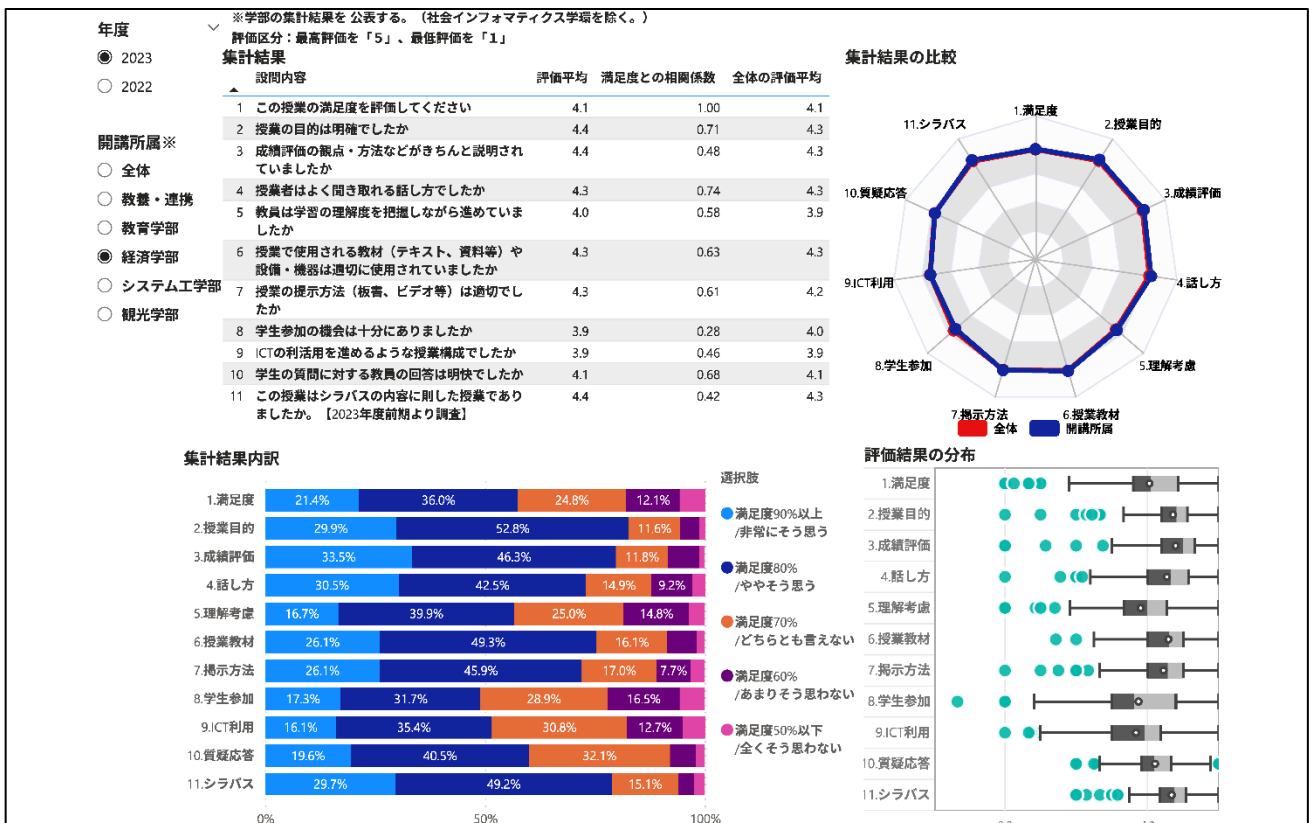 ※学部の集計結果を 公表する。（社会インフォマティクス学環を除く。）
評価区分：最高評価を「５」、最低評価を「１」
年度
2023
2022
開講所属※
全体
教養・連携
教育学部
経済学部
システム工学部
観光学部
集計結果
設問内容 評価平均 満足度との相関係数 全体の評価平均
1 この授業の満足度を評価してください 4.1 1.00 4.1
2 授業の目的は明確でしたか 4.4 0.71 4.3
3 成績評価の観点・方法などがきちんと説明され 4.4 0.48 4.3
ていましたか
4 授業者はよく聞き取れる話し方でしたか 4.3 0.74 4.3
5 教員は学習の理解度を把握しながら進めていま 4.0 0.58 3.9
したか
6 授業で使用される教材（テキスト、資料等）や 4.3 0.63 4.3
設備・機器は適切に使用されていましたか
7 授業の提示方法（板書、ビデオ等）は適切でし 4.3 0.61 4.2
たか
8 学生参加の機会は十分にありましたか 3.9 0.28 4.0
9 ICTの利活用を進めるような授業構成でしたか 3.9 0.46 3.9
10 学生の質問に対する教員の回答は明快でしたか 4.1 0.68 4.1
11 この授業はシラバスの内容に則した授業であり 4.4 0.42 4.3
ましたか。【2023年度前期より調査】
集計結果の比較
1.満足度
2.授業目的
3.成績評価
4.話し方
5.理解考慮
6.授業教材
7.掲示方法
8.学生参加
9.ICT利用
10.質疑応答
11.シラバス
全体 開講所属
集計結果内訳
1.満足度 21.4% 36.0% 24.8% 12.1%
2.授業目的 29.9% 52.8% 11.6%
3.成績評価 33.5% 46.3% 11.8%
4.話し方 30.5% 42.5% 14.9% 9.2%
5.理解考慮 16.7% 39.9% 25.0% 14.8%
6.授業教材 26.1% 49.3% 16.1%
7.掲示方法 26.1% 45.9% 17.0% 7.7%
8.学生参加 17.3% 31.7% 28.9% 16.5%
9.ICT利用 16.1% 35.4% 30.8% 12.7%
10.質疑応答 19.6% 40.5% 32.1%
11.シラバス 29.7% 49.2% 15.1%
0% 50% 100%
選択肢
満足度90%以上
/非常にそう思う
満足度80%
/ややそう思う
満足度70%
/どちらとも言えない
満足度60%
/あまりそう思わない
満足度50%以下
/全くそう思わない
評価結果の分布
1.満足度
2.授業目的
3.成績評価
4.話し方
5.理解考慮
6.授業教材
7.掲示方法
8.学生参加
9.ICT利用
10.質疑応答
11.シラバス